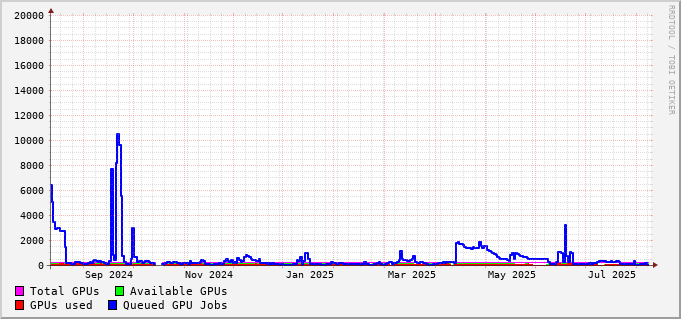 20000
18000
16000
14000
12000
10000
8000
6000
4000
2000
0
Sep 2024 Nov 2024 Jan 2025 Mar 2025 May 2025 Jul 2025
Total GPUs Available GPUs
GPUs used Queued GPU Jobs
RRDTOOL / TOBI OETIKER